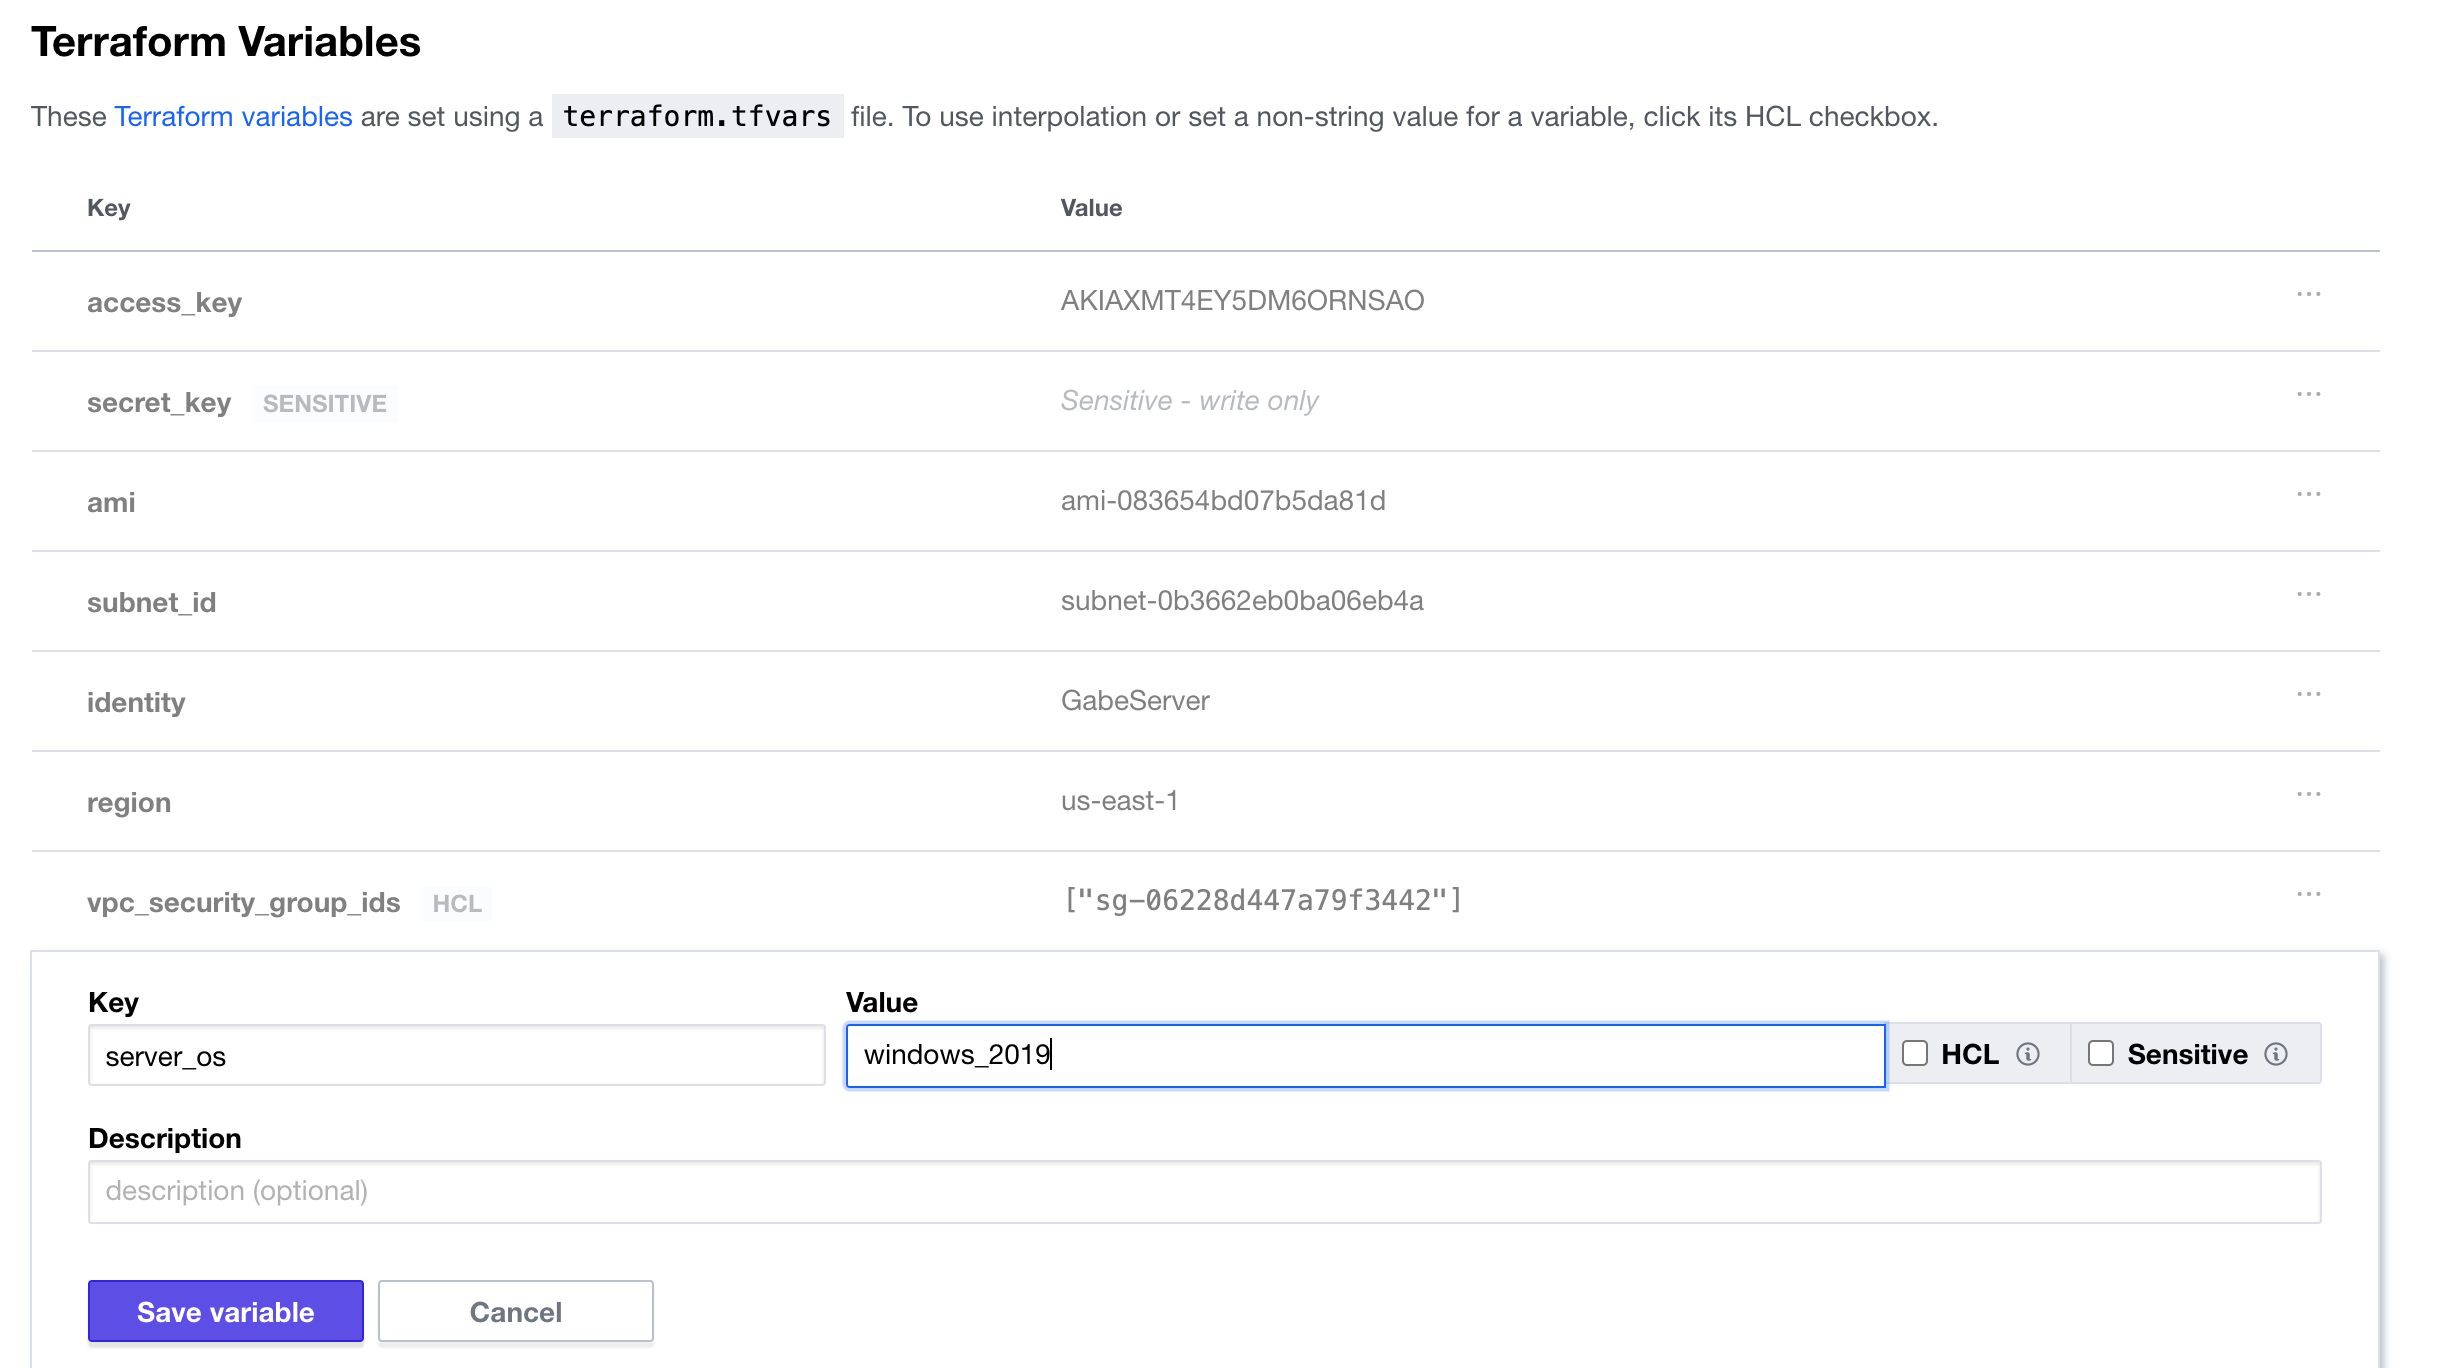 Terraform Variables
These Terraform variables are set using a terraform.tfvars file. To use interpolation or set a non-string value for a variable, click its HCL checkbox.
Key Value
access_key AKIAXMT4EY5DM6ORNSAO ...
secret_key SENSITIVE Sensitive - write only ...
ami ami-083654bd07b5da81d ...
subnet_id subnet-0b3662eb0ba06eb4a ...
identity GabeServer ...
region us-east-1 ...
vpc_security_group_ids HCL ["sg-06228d447a79f3442"] ...
Key Value
server_os windows_2019 HCL Sensitive
Description
description (optional)
Save variable Cancel